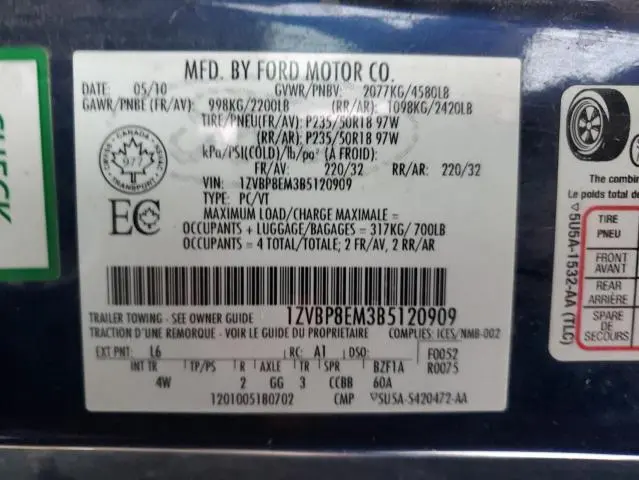 MFD. BY FORD MOTOR CO.
DATE: 05/10 GVWR/PNBV: 2077KG/4580LB
GAWR/PNBE (FR/AV): 998KG/2200LB (RR/AR): 1098KG/2420LB
TIRE/PNEU(FR/AV): P235/50R18 97W
(RR/AR): P235/50R18 97W
kPa/PSI(COLD)/lb/po² (À FROID):
FR/AV: 220/32 RR/AR: 220/32
VIN: 1ZVBP8EM3B5120909
TYPE: PC/VT
MAXIMUM LOAD/CHARGE MAXIMALE =
OCCUPANTS + LUGGAGE/BAGAGES = 317KG/ 700LB
OCCUPANTS = 4 TOTAL/TOTALE; 2 FR/AV, 2 RR/AR
CANADA
977
TRANSPORT
EC
1ZVBP8EM3B5120909
TRAILER TOWING - SEE OWNER GUIDE
TRACTION D'UNE REMORQUE - VOIR LE GUIDE DU PROPRIETAIRE COMPLIES: ICES/NMB-002
EXT PNT: L6 RC: A1 DSO: F0052
INT TR TP/PS R AXLE TR SPR BZF1A R0075
4W 2 GG 3 CCBB 60A
1201005180702 CMP ▽5U5A-5420472-AA
The combin
Le poids total de
▽5U5A-1532-AA (TLC)
TIRE
PNEU
FRONT
AVANT
REAR
ARRIÈRE
SPARE
DE
SECOURS